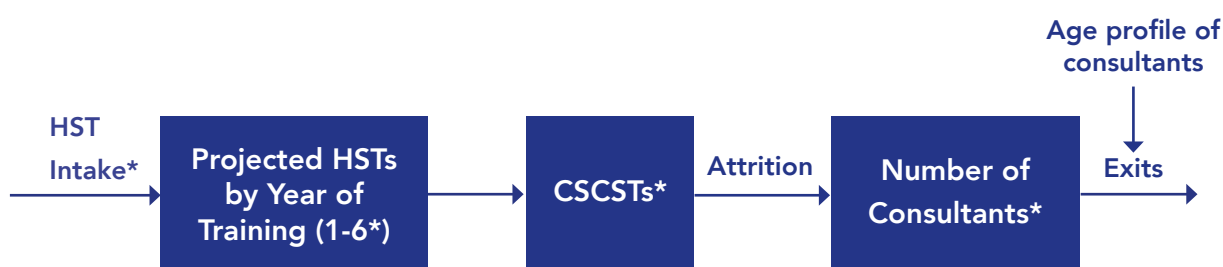 HST
Intake*
Projected HSTs
by Year of
Training (1-6*)
CSCSTs*
Attrition
Number of
Consultants*
Age profile of
consultants
Exits